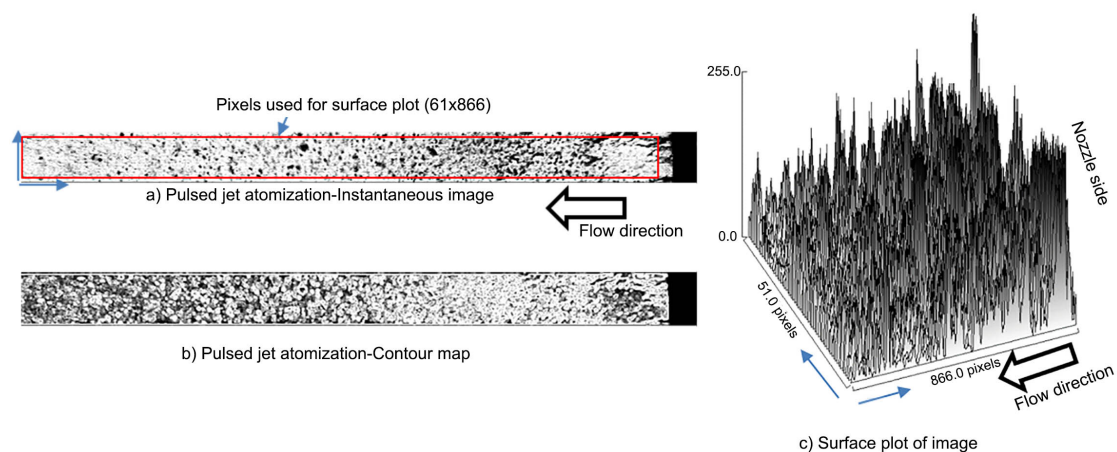 Pixels used for surface plot (61x866)
a) Pulsed jet atomization-Instantaneous image
Flow direction
b) Pulsed jet atomization-Contour map
255.0
0.0
51.0 pixels
866.0 pixels
Nozzle side
Flow direction
c) Surface plot of image